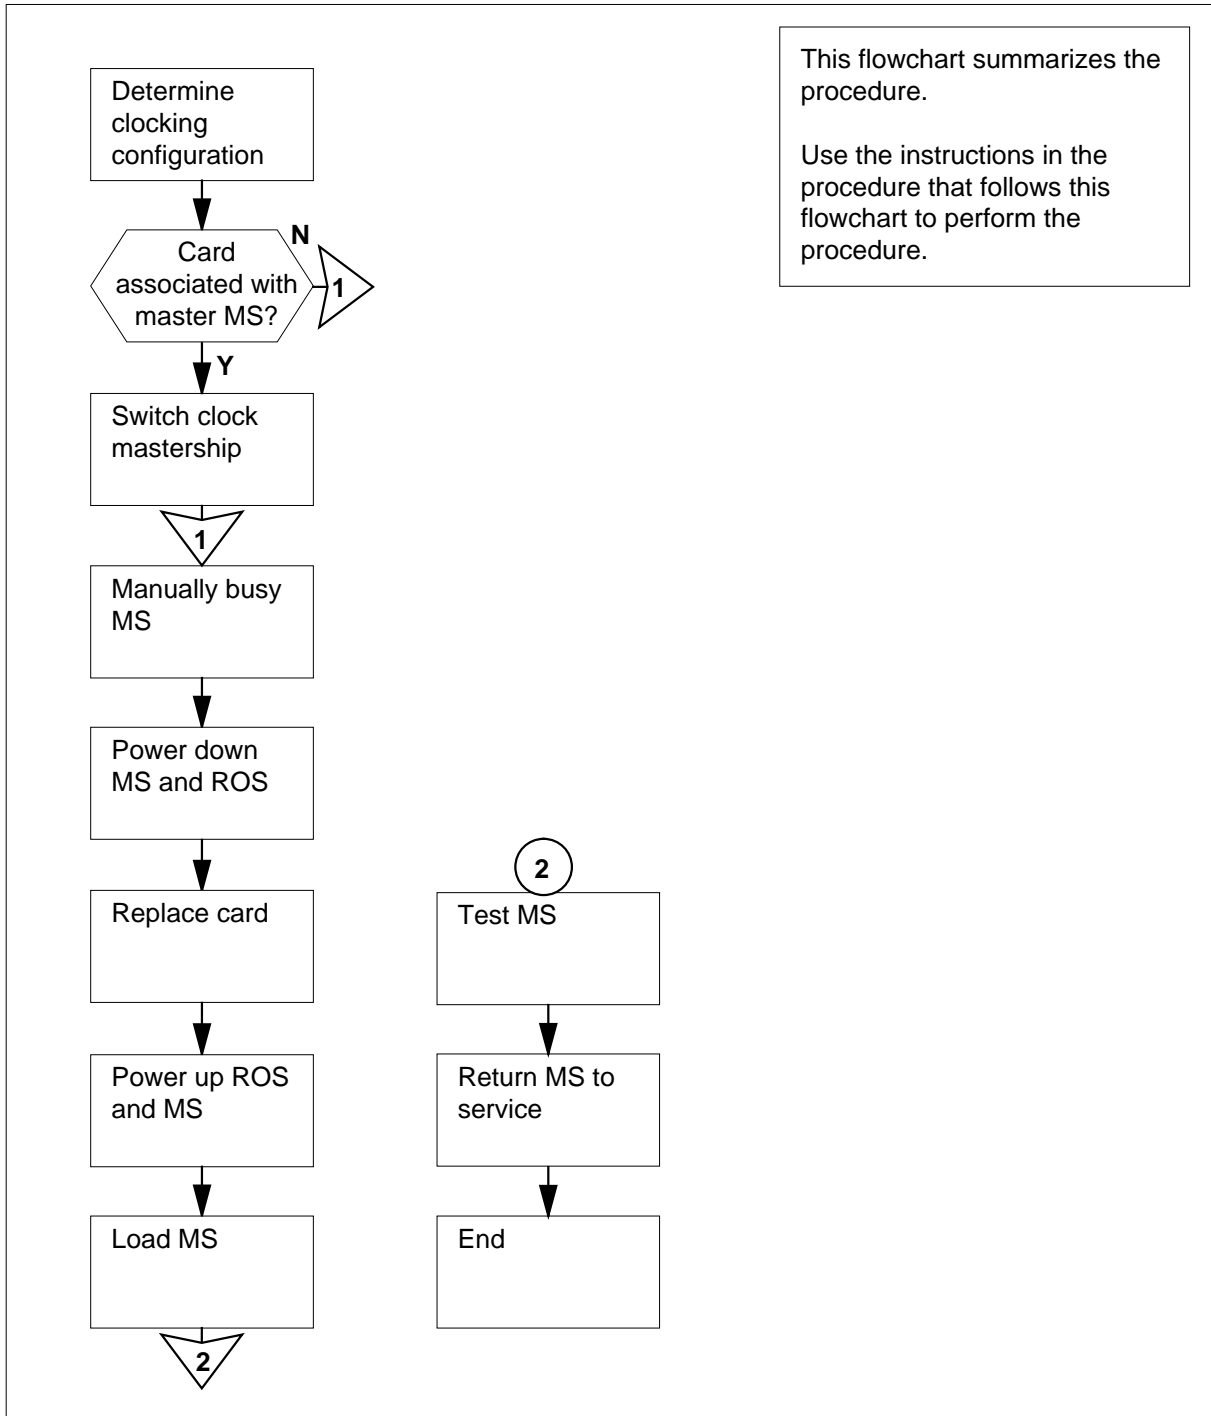 Determine
clocking
configuration
N
Card
associated with
master MS?
1
Y
Switch clock
mastership
1
Manually busy
MS
Power down
MS and ROS
Replace card
Power up ROS
and MS
Load MS
2
2
Test MS
Return MS to
service
End
This flowchart summarizes the
procedure.
Use the instructions in the
procedure that follows this
flowchart to perform the
procedure.